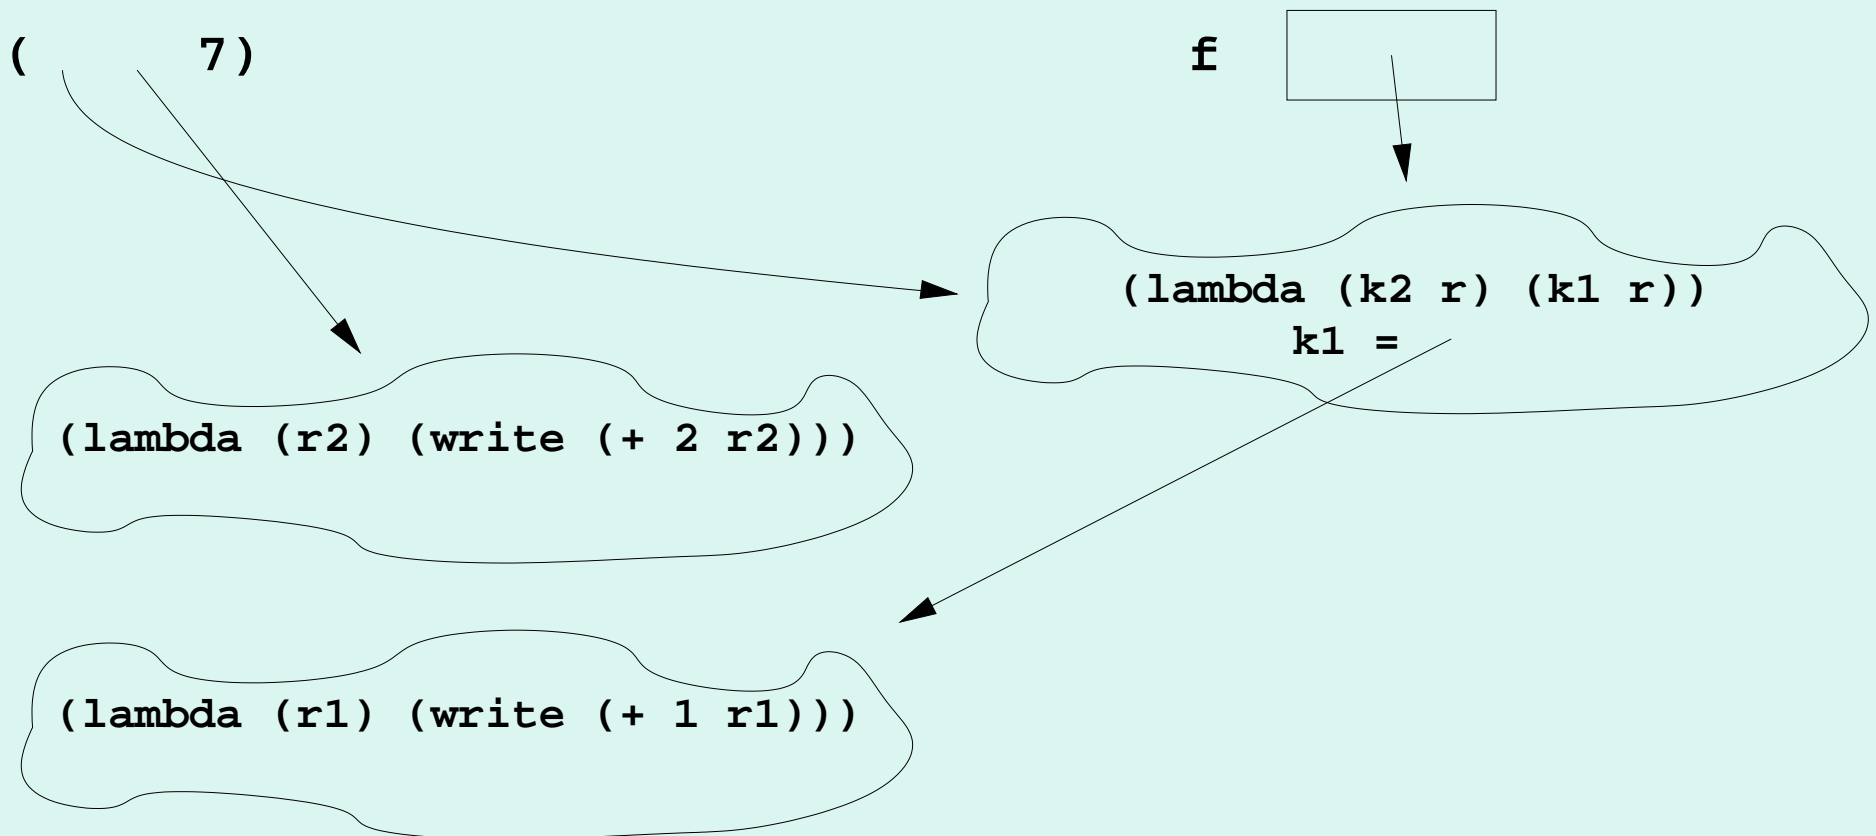 ( 7)
f
(lambda (k2 r) (k1 r))
k1 =
(lambda (r2) (write (+ 2 r2)))
(lambda (r1) (write (+ 1 r1)))